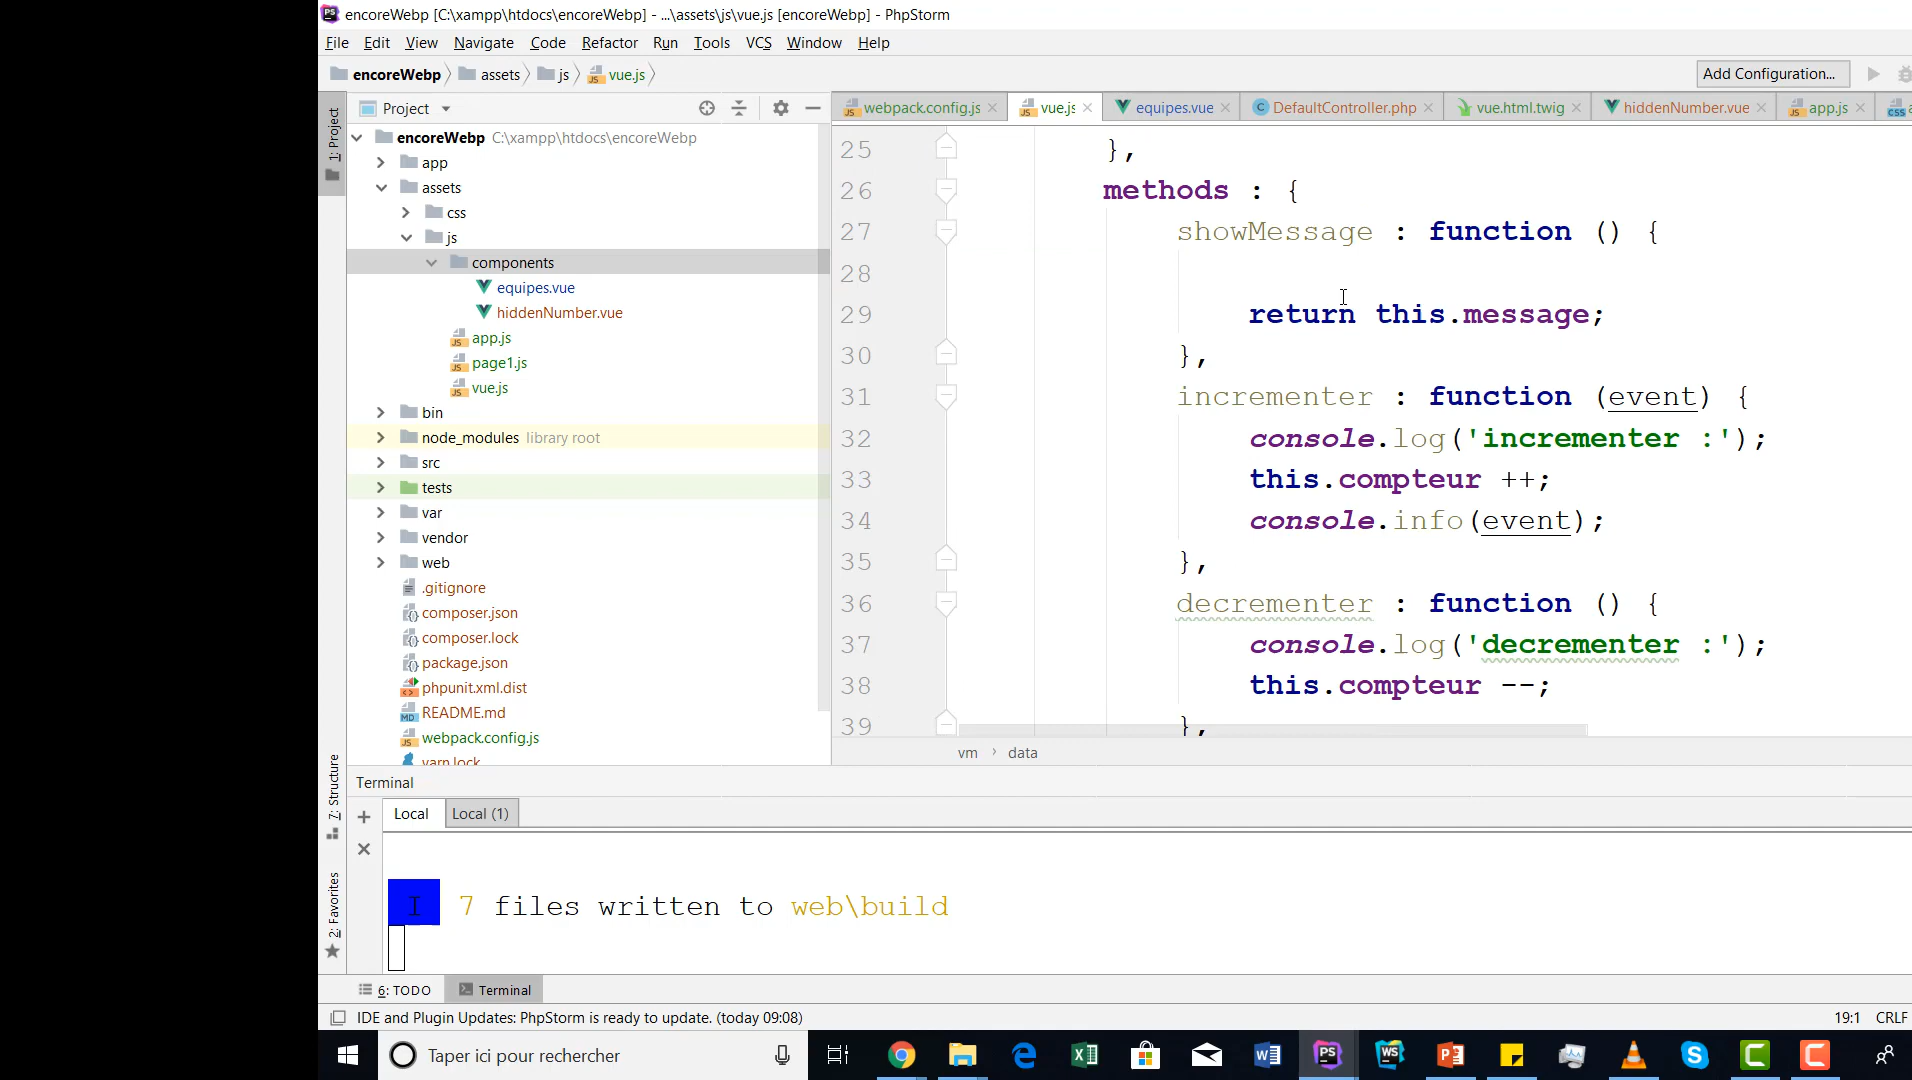 encoreWebp [C:\xampp\htdocs\encoreWebp] - ...\assets\js\vue.js [encoreWebp] - PhpStorm
File Edit View Navigate Code Refactor Run Tools VCS Window Help
encoreWebp assets js vue.js
Add Configuration...
Project
webpack.config.js vue.js equipes.vue DefaultController.php vue.html.twig hiddenNumber.vue app.js
1: Project
encoreWebp C:\xampp\htdocs\encoreWebp
app
assets
css
js
components
equipes.vue
hiddenNumber.vue
app.js
page1.js
vue.js
bin
node_modules library root
src
tests
var
vendor
web
.gitignore
composer.json
composer.lock
package.json
phpunit.xml.dist
README.md
webpack.config.js
yarn.lock
25 },
26 methods : {
27 showMessage : function () {
28
29 return this.message;
30 },
31 incrementer : function (event) {
32 console.log('incrementer :');
33 this.compteur ++;
34 console.info(event);
35 },
36 decrementer : function () {
37 console.log('decrementer :');
38 this.compteur --;
39 },
vm › data
7: Structure
2: Favorites
Terminal
Local Local (1)
I 7 files written to web\build
6: TODO Terminal
IDE and Plugin Updates: PhpStorm is ready to update. (today 09:08)
19:1 CRLF
Taper ici pour rechercher